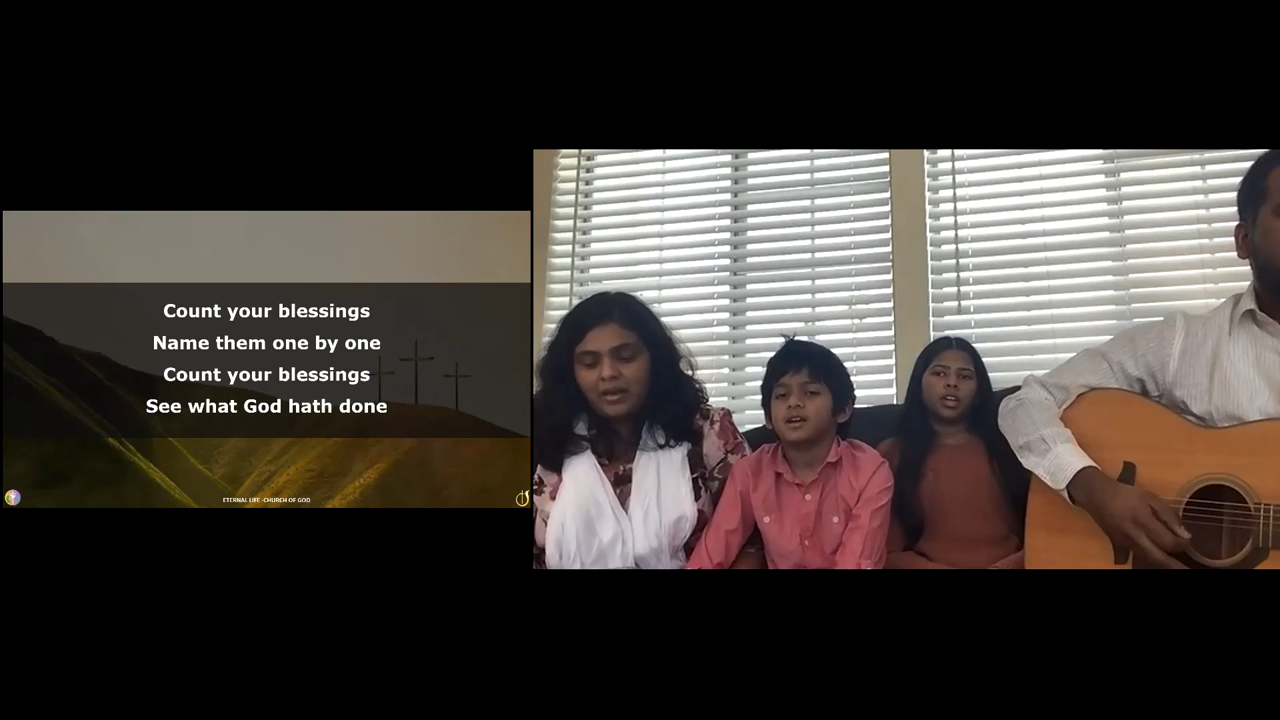 Count your blessings
Name them one by one
Count your blessings
See what God hath done
ETERNAL LIFE -CHURCH OF GOD